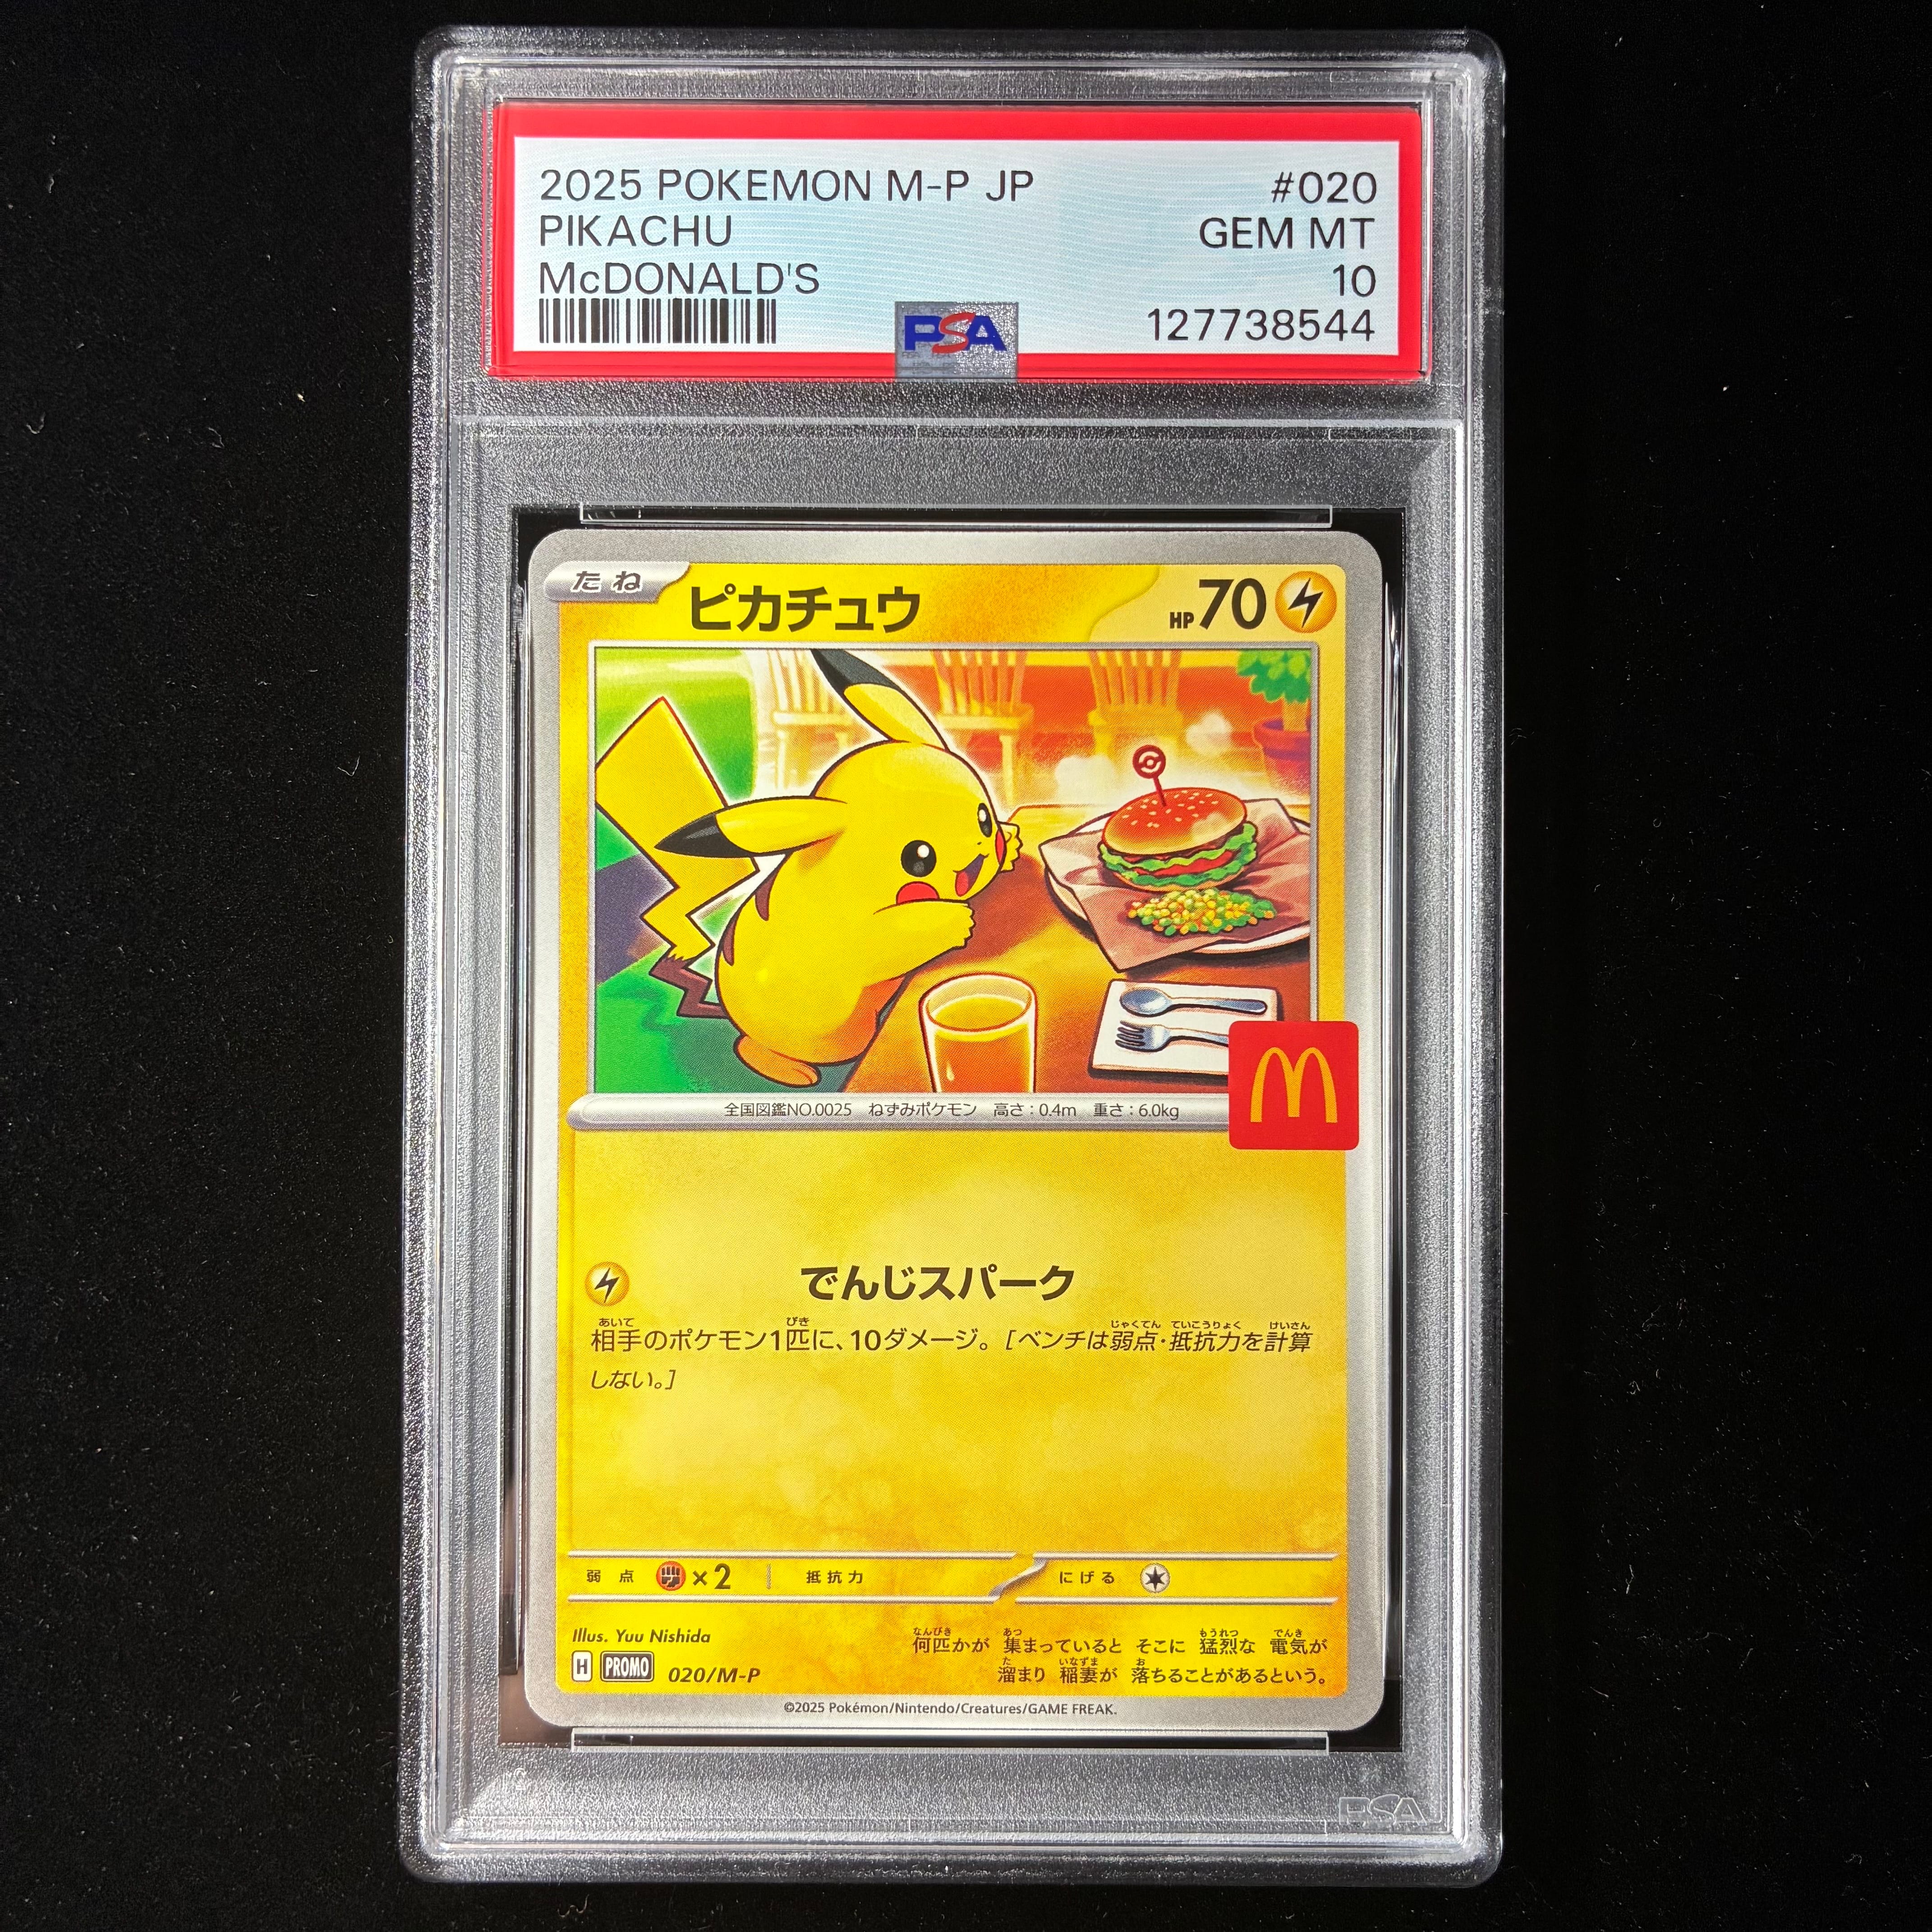 2025 POKEMON M-P JP #020
PIKACHU GEM MT
McDONALD'S 10
PSA 127738544
たね ピカチュウ HP 70
全国図鑑NO.0025 ねずみポケモン 高さ：0.4m 重さ：6.0kg
M
でんじスパーク
相手のポケモン1匹に、10ダメージ。［ベンチは弱点・抵抗力を計算
しない。］
弱点 ×2 抵抗力 にげる
Illus. Yuu Nishida
H PROMO 020/M-P
何匹かが 集まっていると そこに 猛烈な 電気が
溜まり 稲妻が 落ちることがあるという。
©2025 Pokémon/Nintendo/Creatures/GAME FREAK.
PSA